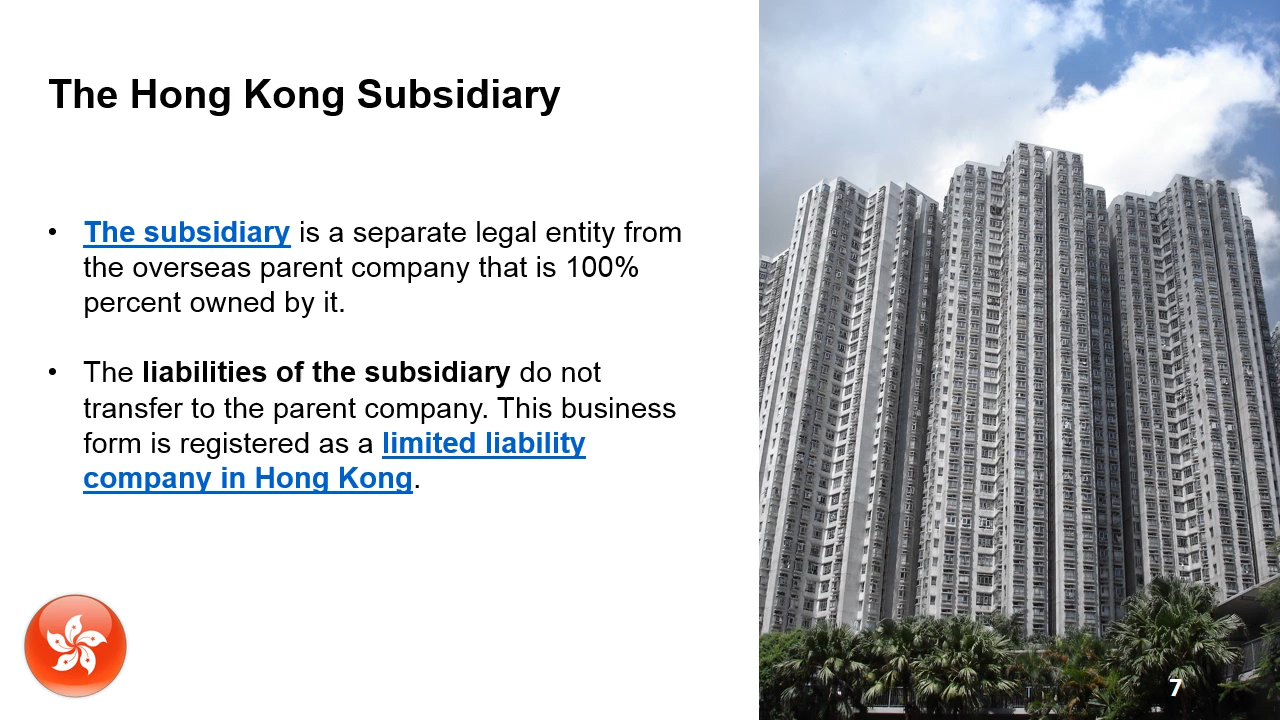 The Hong Kong Subsidiary
• The subsidiary is a separate legal entity from
the overseas parent company that is 100%
percent owned by it.
• The liabilities of the subsidiary do not
transfer to the parent company. This business
form is registered as a limited liability
company in Hong Kong.
7